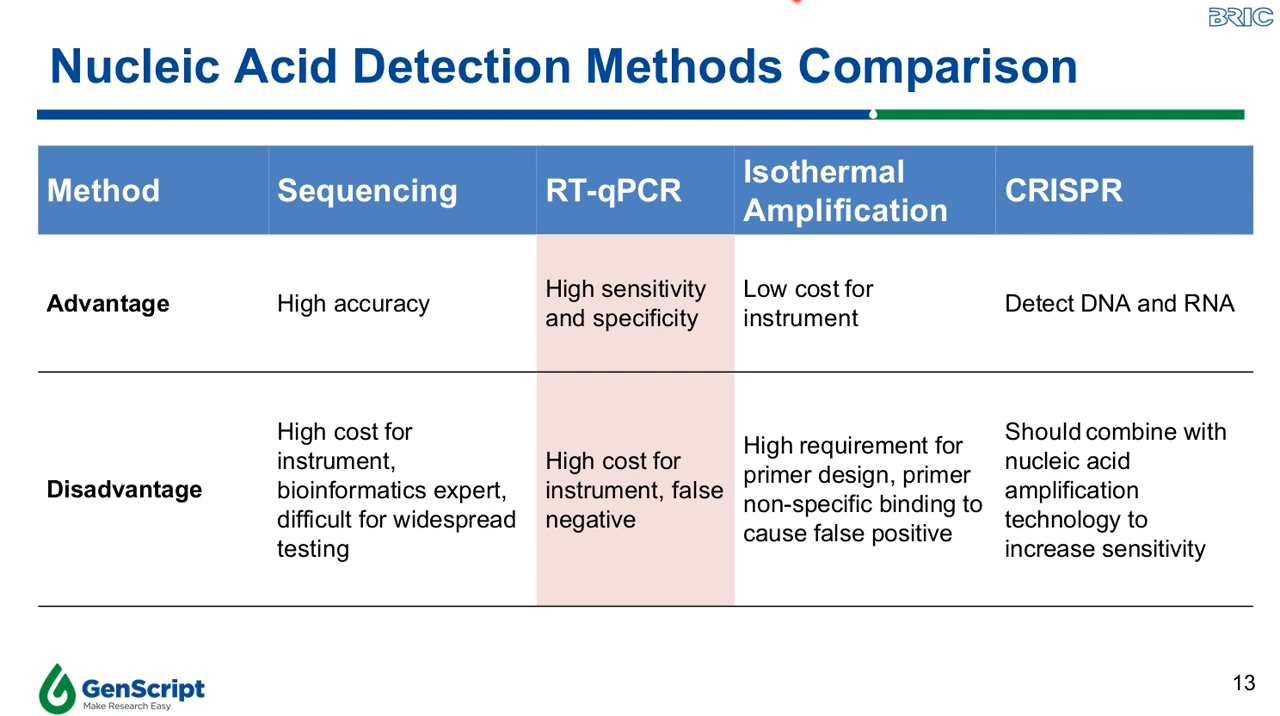 BRIC
Nucleic Acid Detection Methods Comparison
Method
Sequencing
RT-qPCR
Isothermal
Amplification
CRISPR
Advantage
High accuracy
High sensitivity
and specificity
Low cost for
instrument
Detect DNA and RNA
Disadvantage
High cost for
instrument,
bioinformatics expert,
difficult for widespread
testing
High cost for
instrument, false
negative
High requirement for
primer design, primer
non-specific binding to
cause false positive
Should combine with
nucleic acid
amplification
technology to
increase sensitivity
GenScript
Make Research Easy
13